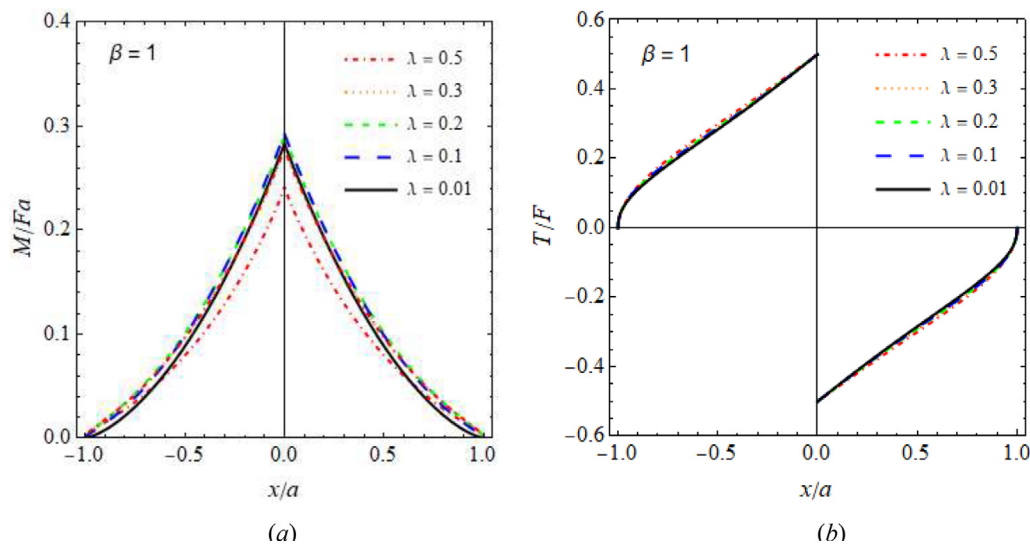 β = 1
λ = 0.5
λ = 0.3
λ = 0.2
λ = 0.1
λ = 0.01
0.4
0.3
0.2
0.1
0.0
M/Fa
−1.0 −0.5 0.0 0.5 1.0
x/a
(a)
β = 1
λ = 0.5
λ = 0.3
λ = 0.2
λ = 0.1
λ = 0.01
0.6
0.4
0.2
0.0
−0.2
−0.4
−0.6
T/F
−1.0 −0.5 0.0 0.5 1.0
x/a
(b)